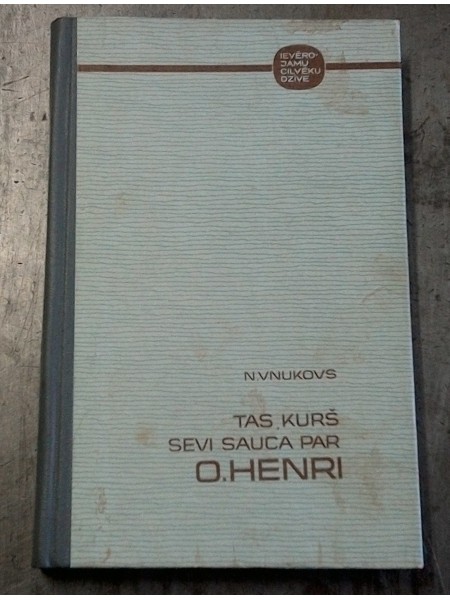 IEVĒRO-
JAMU
CILVĒKU
DZĪVE
N.VNUKOVS
TAS, KURŠ
SEVI SAUCA PAR
O.HENRI